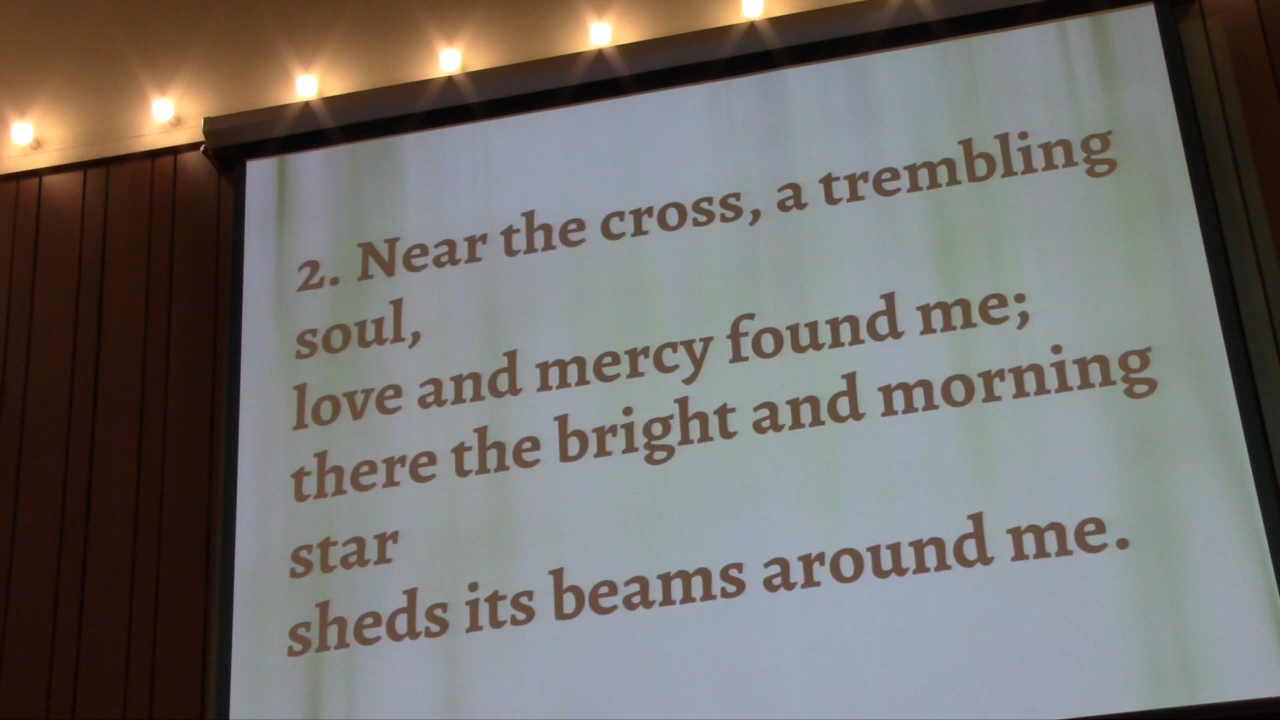 2. Near the cross, a trembling
soul,
love and mercy found me;
there the bright and morning
star
sheds its beams around me.